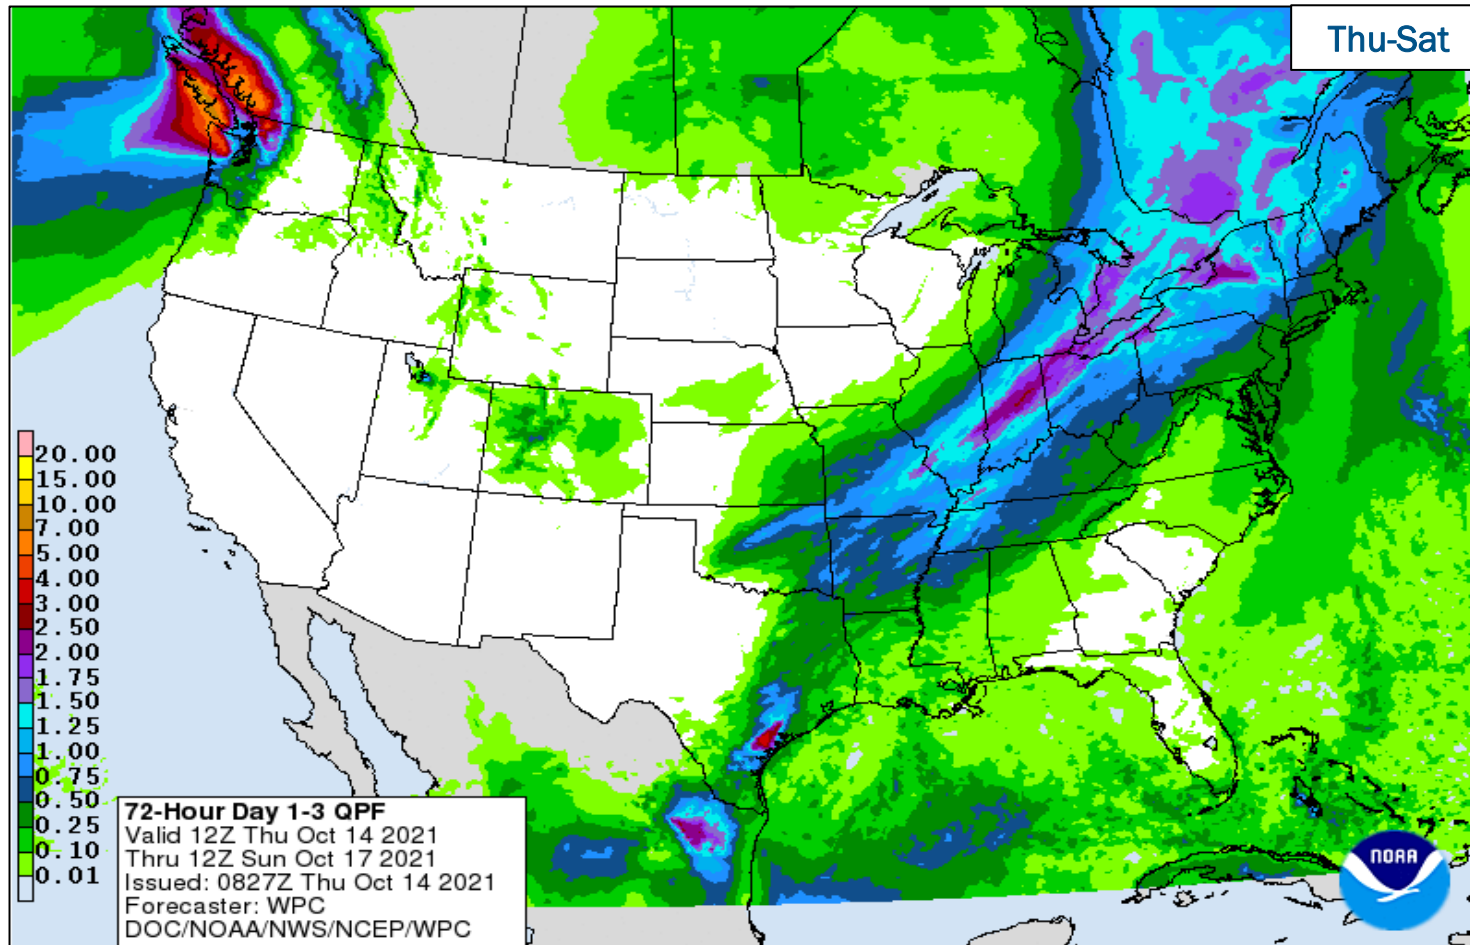 Thu-Sat
20.00
15.00
10.00
7.00
5.00
4.00
3.00
2.50
2.00
1.75
1.50
1.25
1.00
0.75
0.50
0.25
0.10
0.01
72-Hour Day 1-3 QPF
Valid 12Z Thu Oct 14 2021
Thru 12Z Sun Oct 17 2021
Issued: 0827Z Thu Oct 14 2021
Forecaster: WPC
DOC/NOAA/NWS/NCEP/WPC
NOAA